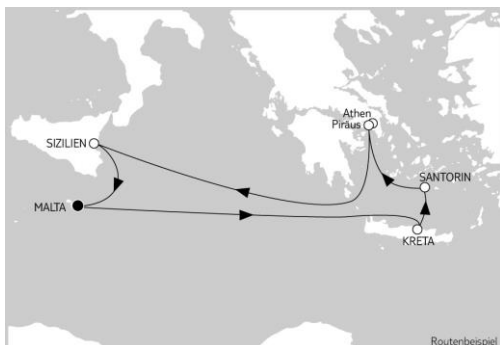 Athen
Piräus
SIZILIEN
SANTORIN
MALTA
KRETA
Routenbeispiel